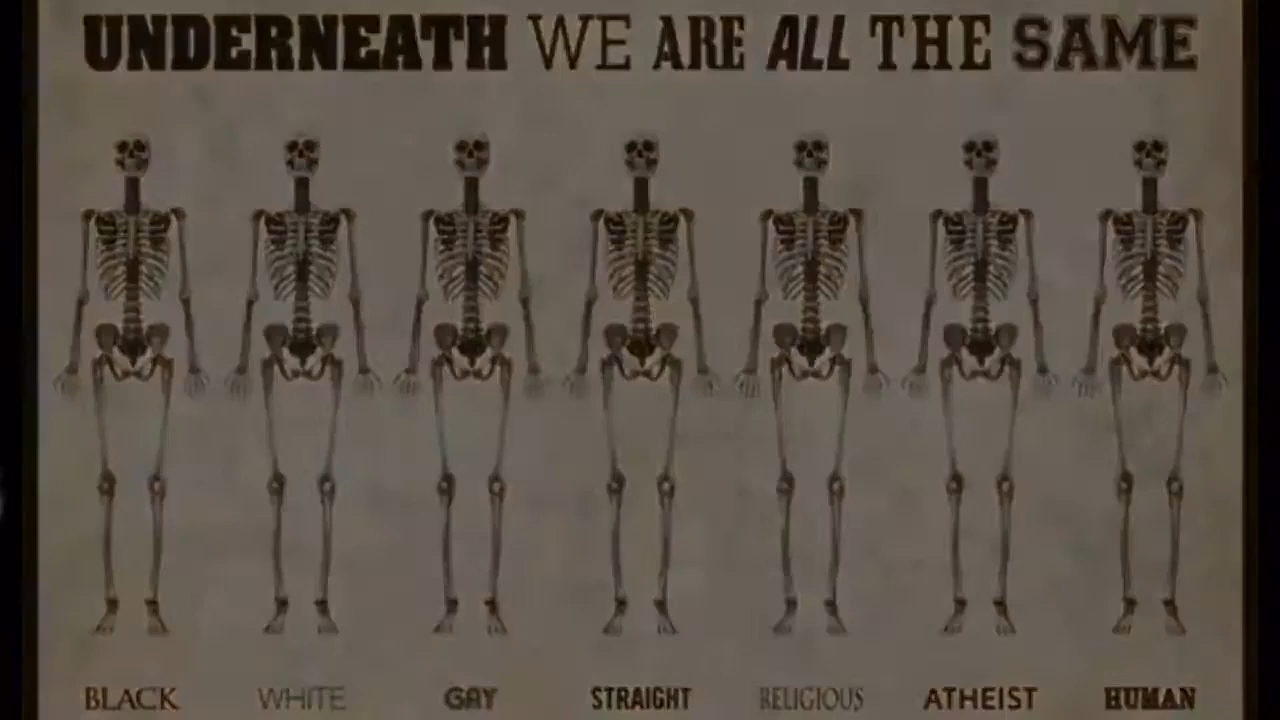 UNDERNEATH WE ARE ALL THE SAME
BLACK WHITE GAY STRAIGHT RELIGIOUS ATHEIST HUMAN